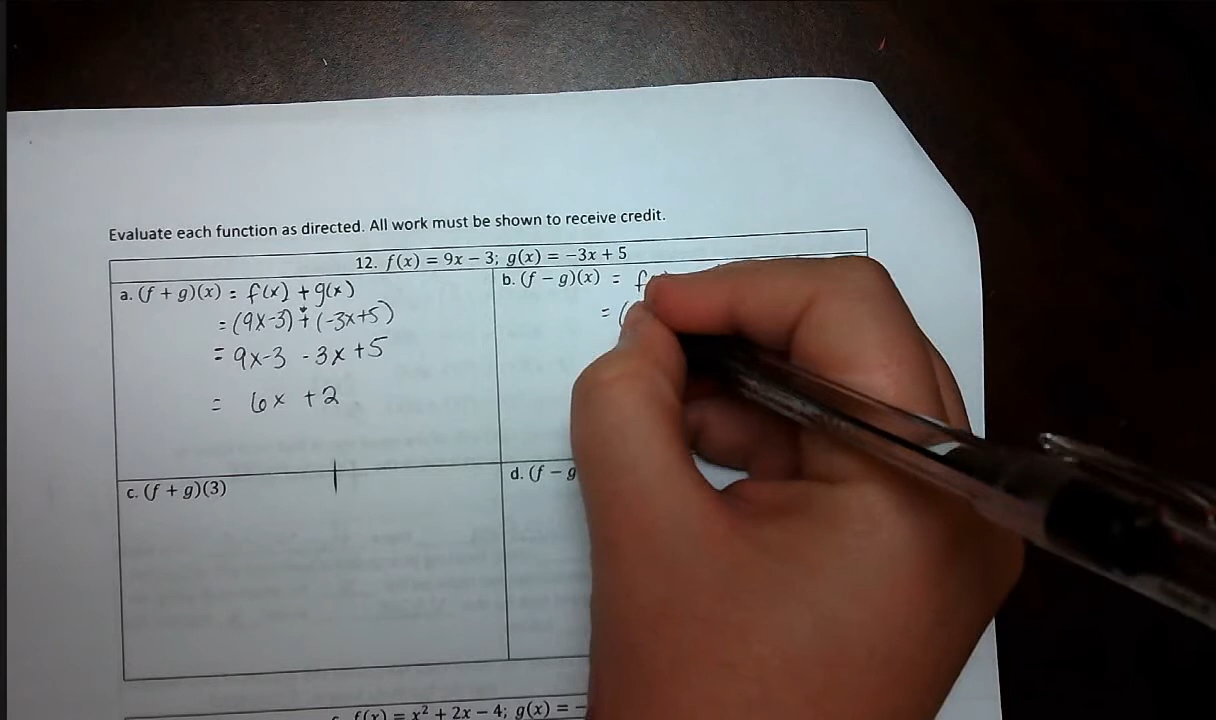 Evaluate each function as directed. All work must be shown to receive credit.
12. f(x) = 9x − 3; g(x) = −3x + 5
a. (f + g)(x) = f(x) + g(x)
= (9x-3) + (-3x+5)
= 9x-3 - 3x +5
= 6x +2
b. (f − g)(x) = f(
= (
c. (f + g)(3)
d. (f − g
f(x) = x² + 2x − 4; g(x) = −